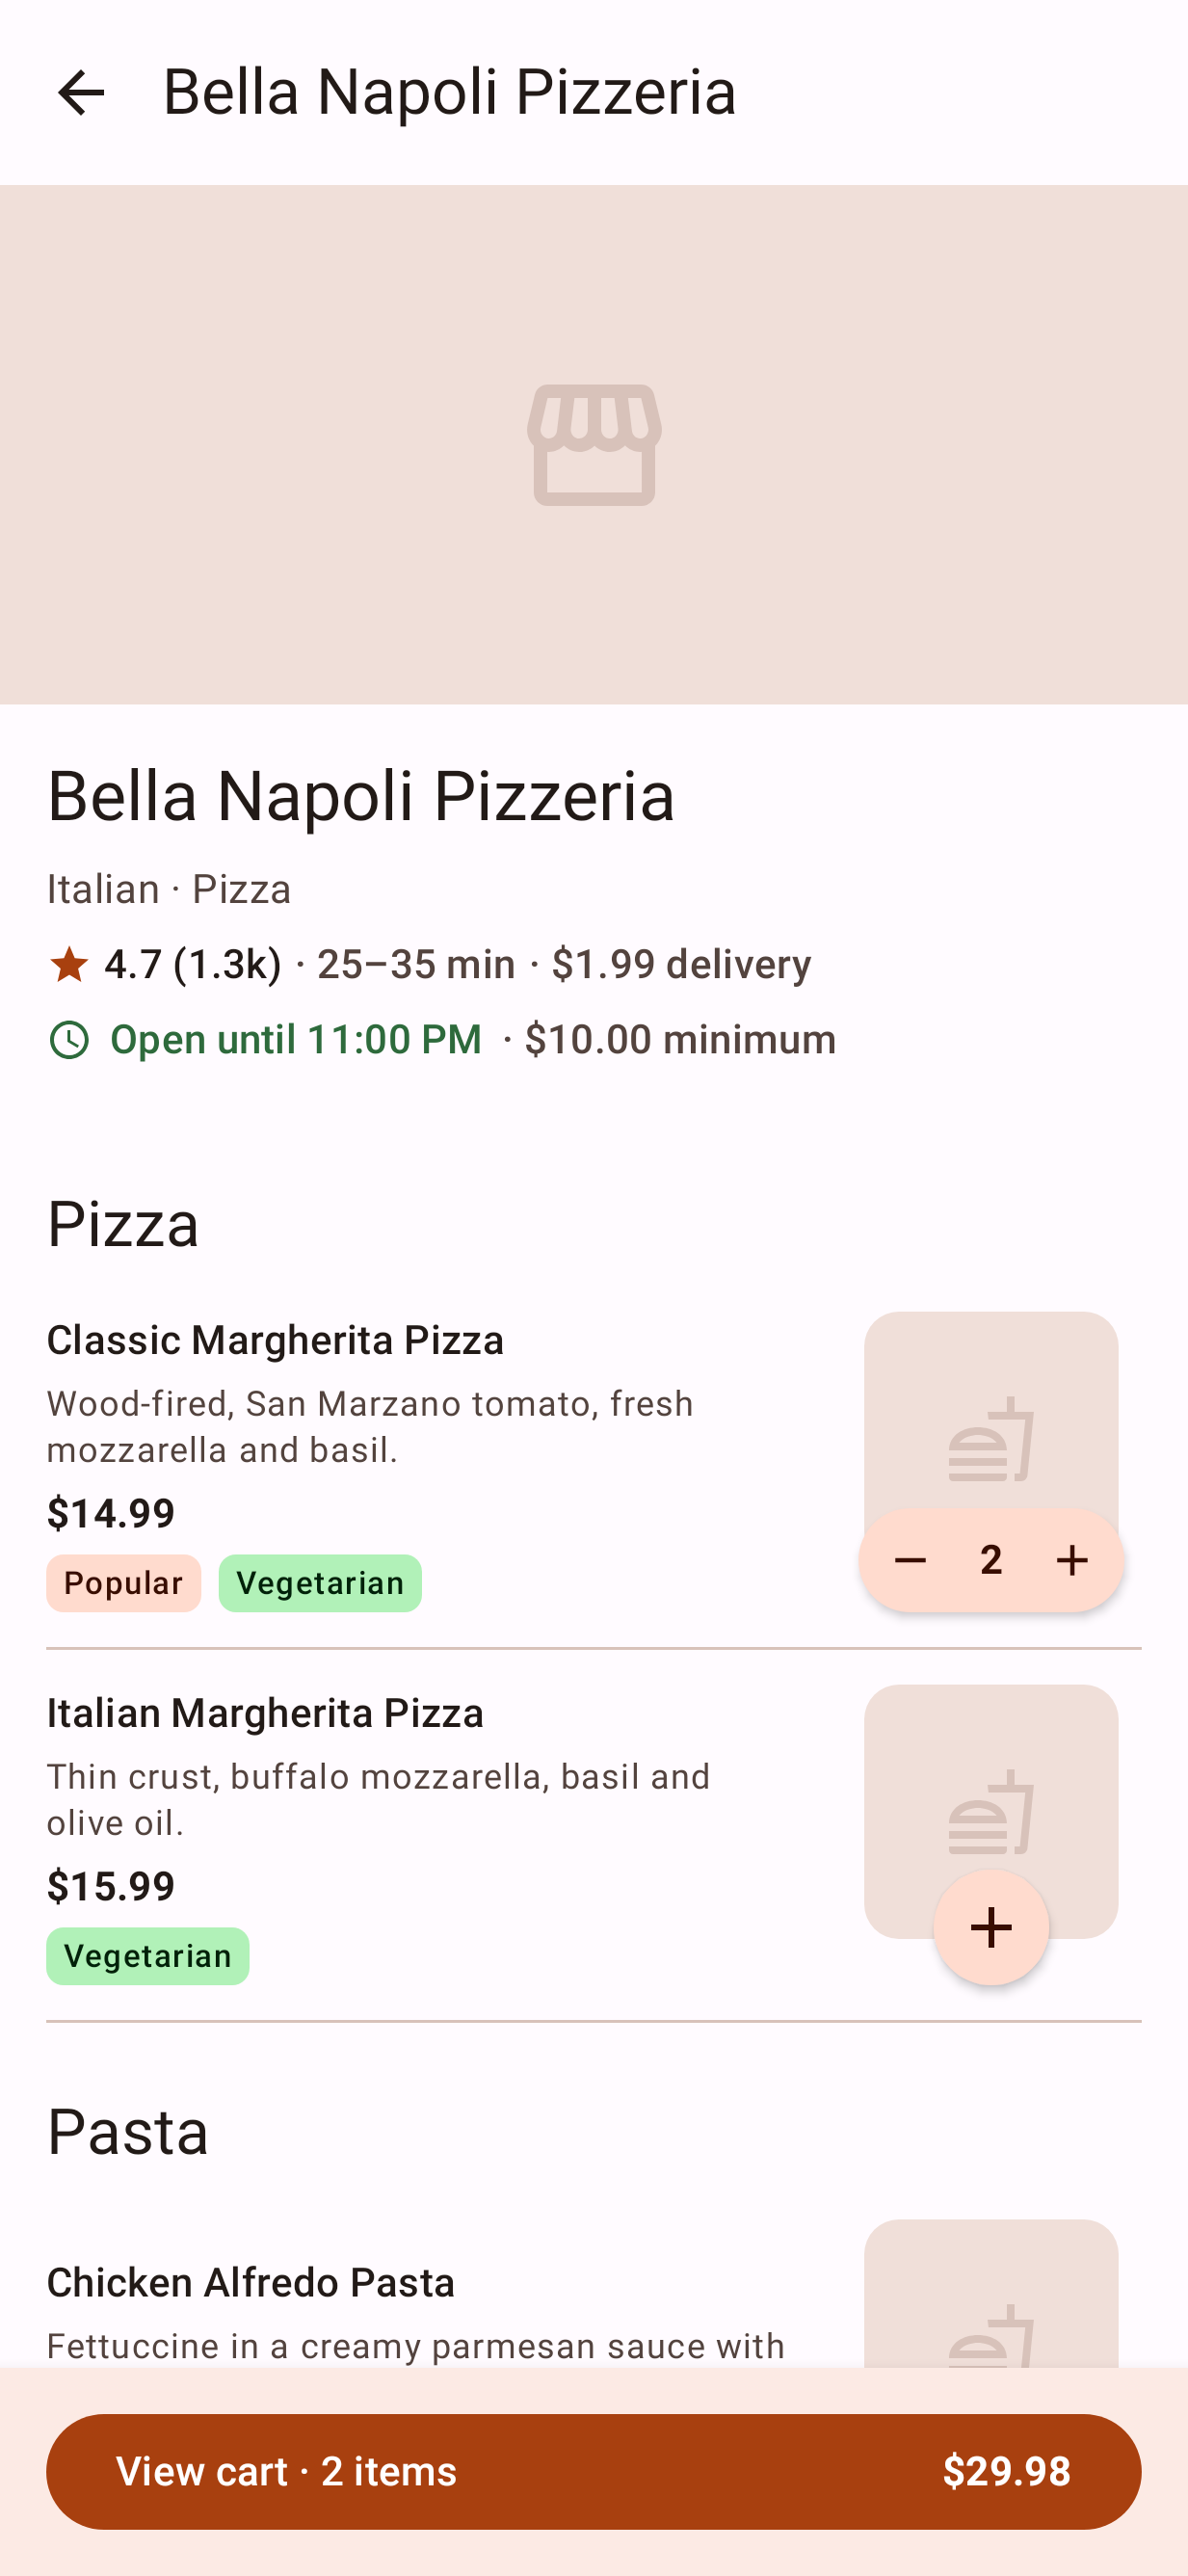 Bella Napoli Pizzeria
Bella Napoli Pizzeria
Italian · Pizza
4.7 (1.3k) · 25–35 min · $1.99 delivery
Open until 11:00 PM · $10.00 minimum
Pizza
Classic Margherita Pizza
Wood-fired, San Marzano tomato, fresh
mozzarella and basil.
$14.99
Popular Vegetarian
2
Italian Margherita Pizza
Thin crust, buffalo mozzarella, basil and
olive oil.
$15.99
Vegetarian
Pasta
Chicken Alfredo Pasta
Fettuccine in a creamy parmesan sauce with
View cart · 2 items $29.98